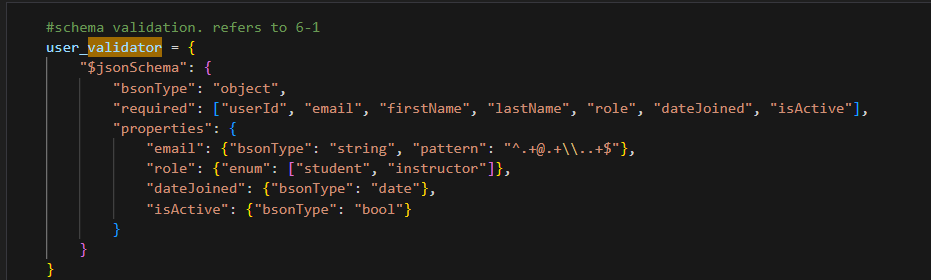 #schema validation. refers to 6-1
user_validator = {
"$jsonSchema": {
"bsonType": "object",
"required": ["userId", "email", "firstName", "lastName", "role", "dateJoined", "isActive"],
"properties": {
"email": {"bsonType": "string", "pattern": "^.+@.+\\..+$"},
"role": {"enum": ["student", "instructor"]},
"dateJoined": {"bsonType": "date"},
"isActive": {"bsonType": "bool"}
}
}
}